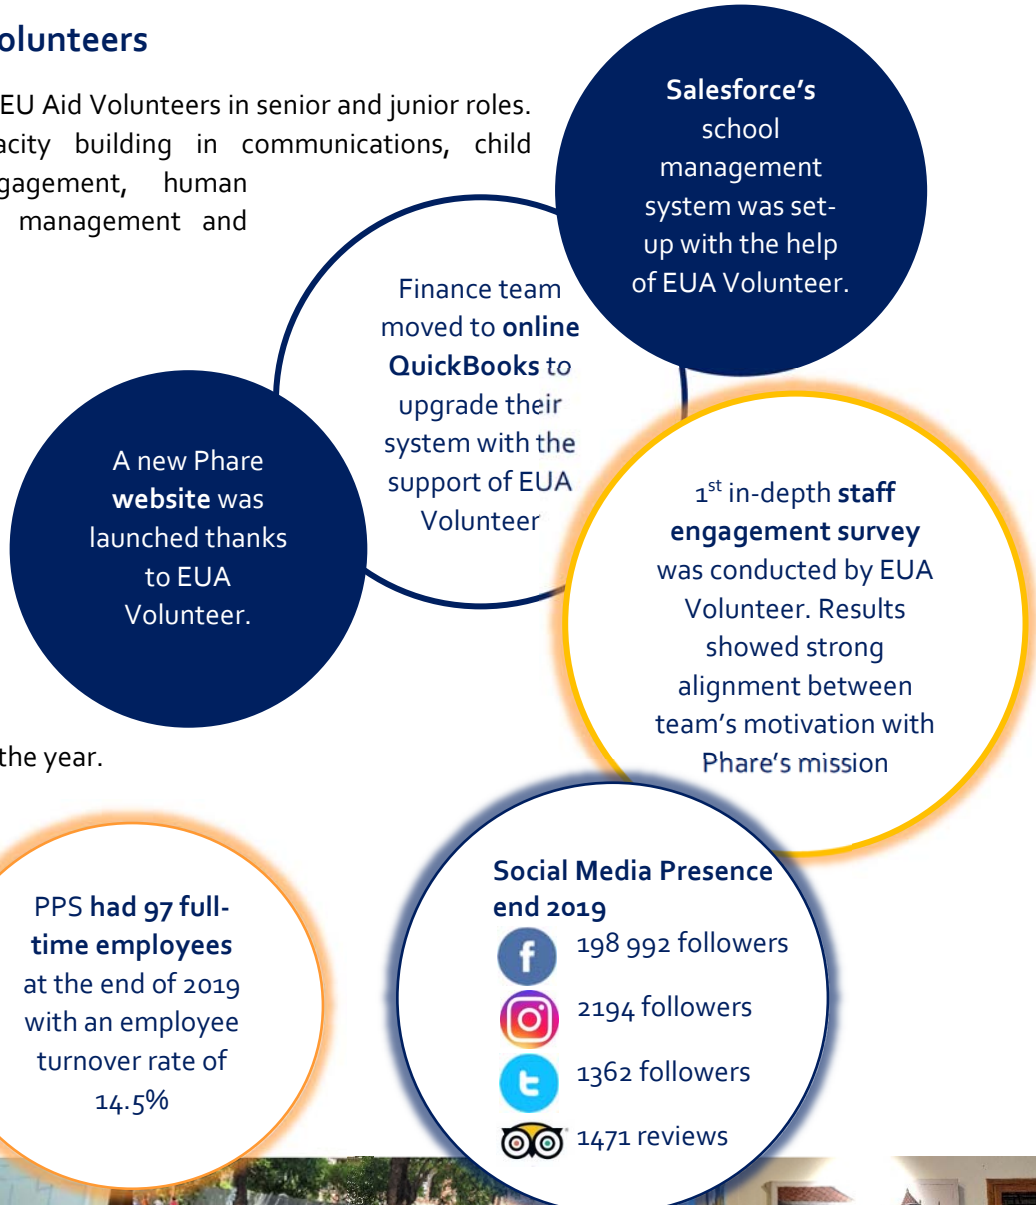 olunteers
EU Aid Volunteers in senior and junior roles.
acity building in communications, child
gagement, human
management and
Salesforce's
school
management
system was set-
up with the help
of EUA Volunteer.
Finance team
moved to online
QuickBooks to
upgrade their
system with the
support of EUA
Volunteer
A new Phare
website was
launched thanks
to EUA
Volunteer.
1st in-depth staff
engagement survey
was conducted by EUA
Volunteer. Results
showed strong
alignment between
team's motivation with
Phare's mission
the year.
PPS had 97 full-
time employees
at the end of 2019
with an employee
turnover rate of
14.5%
Social Media Presence
end 2019
198 992 followers
2194 followers
1362 followers
1471 reviews